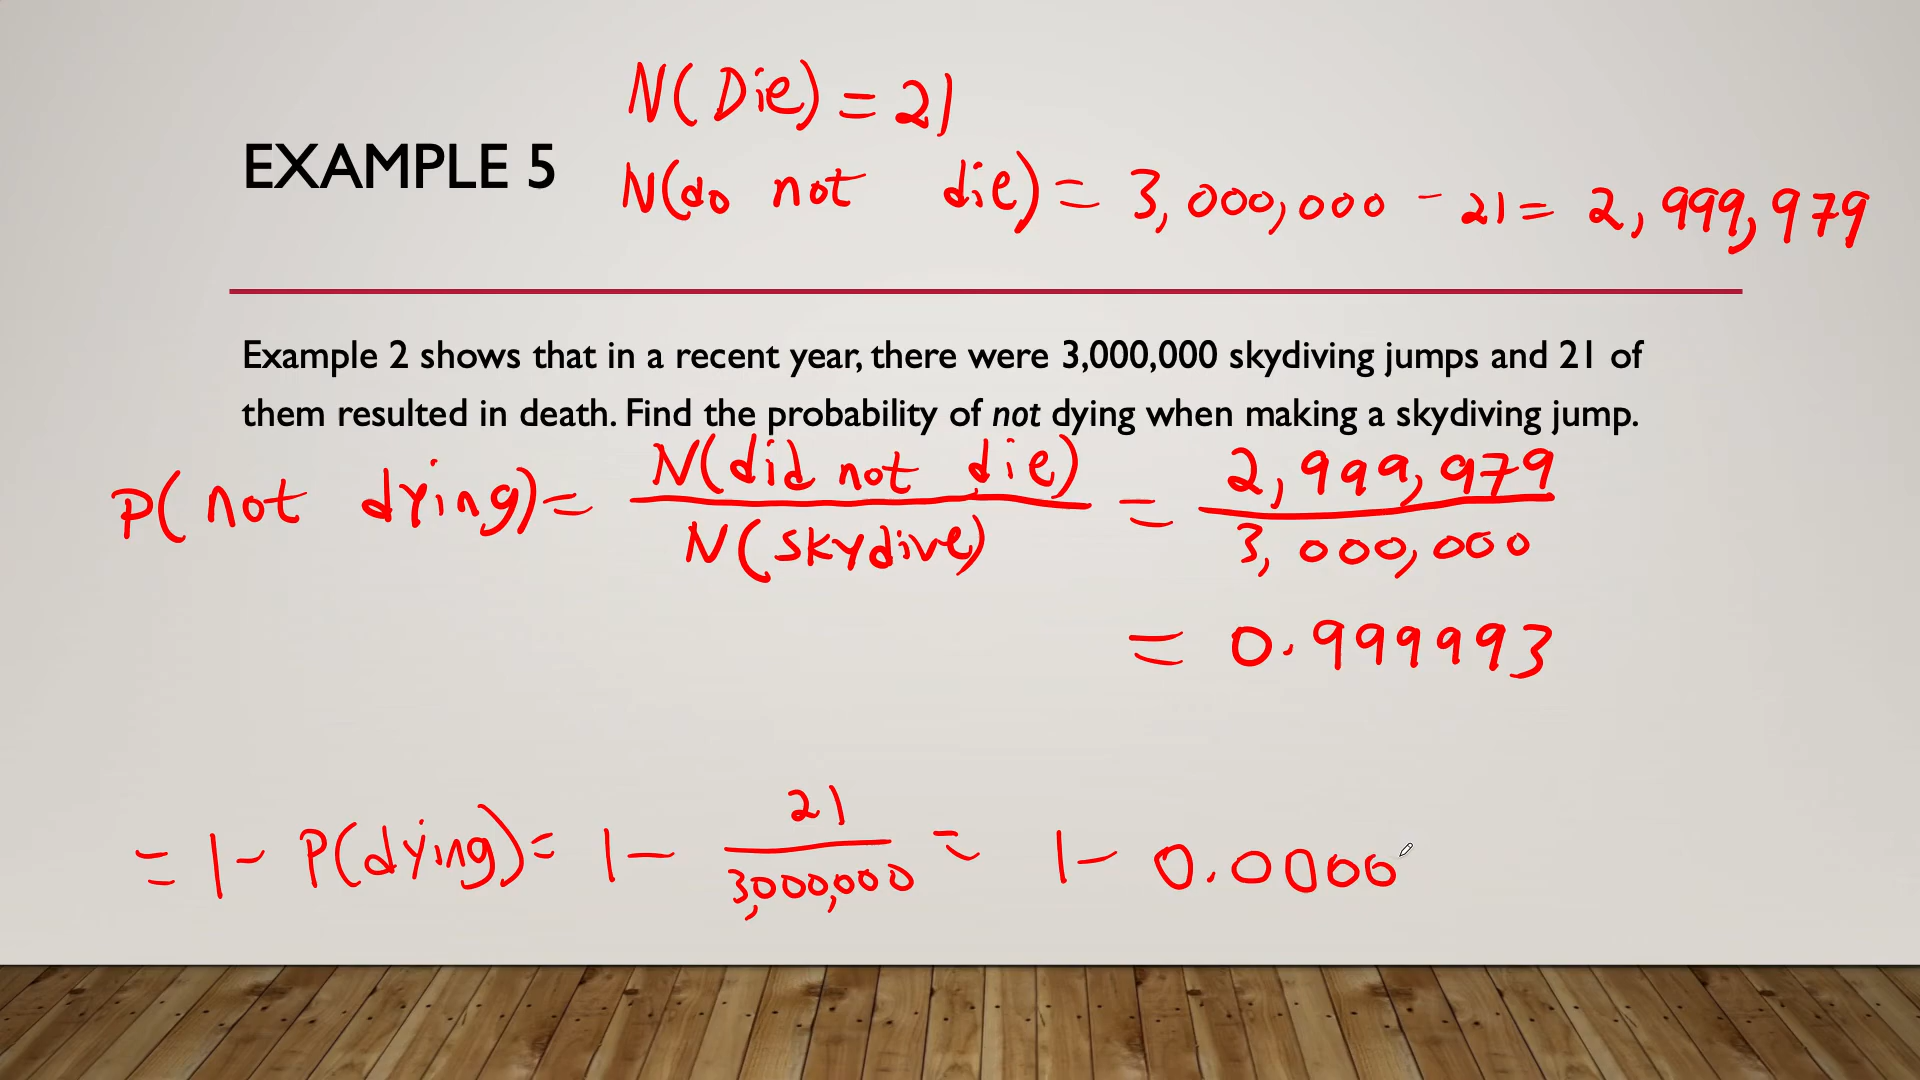 N(Die) = 21
EXAMPLE 5
N(do not die) = 3,000,000 - 21 = 2,999,979
Example 2 shows that in a recent year, there were 3,000,000 skydiving jumps and 21 of
them resulted in death. Find the probability of not dying when making a skydiving jump.
P(not dying) = N(did not die) / N(skydive) = 2,999,979 / 3,000,000
= 0.999993
= 1 - P(dying) = 1 - 21 / 3,000,000 = 1 - 0.0000